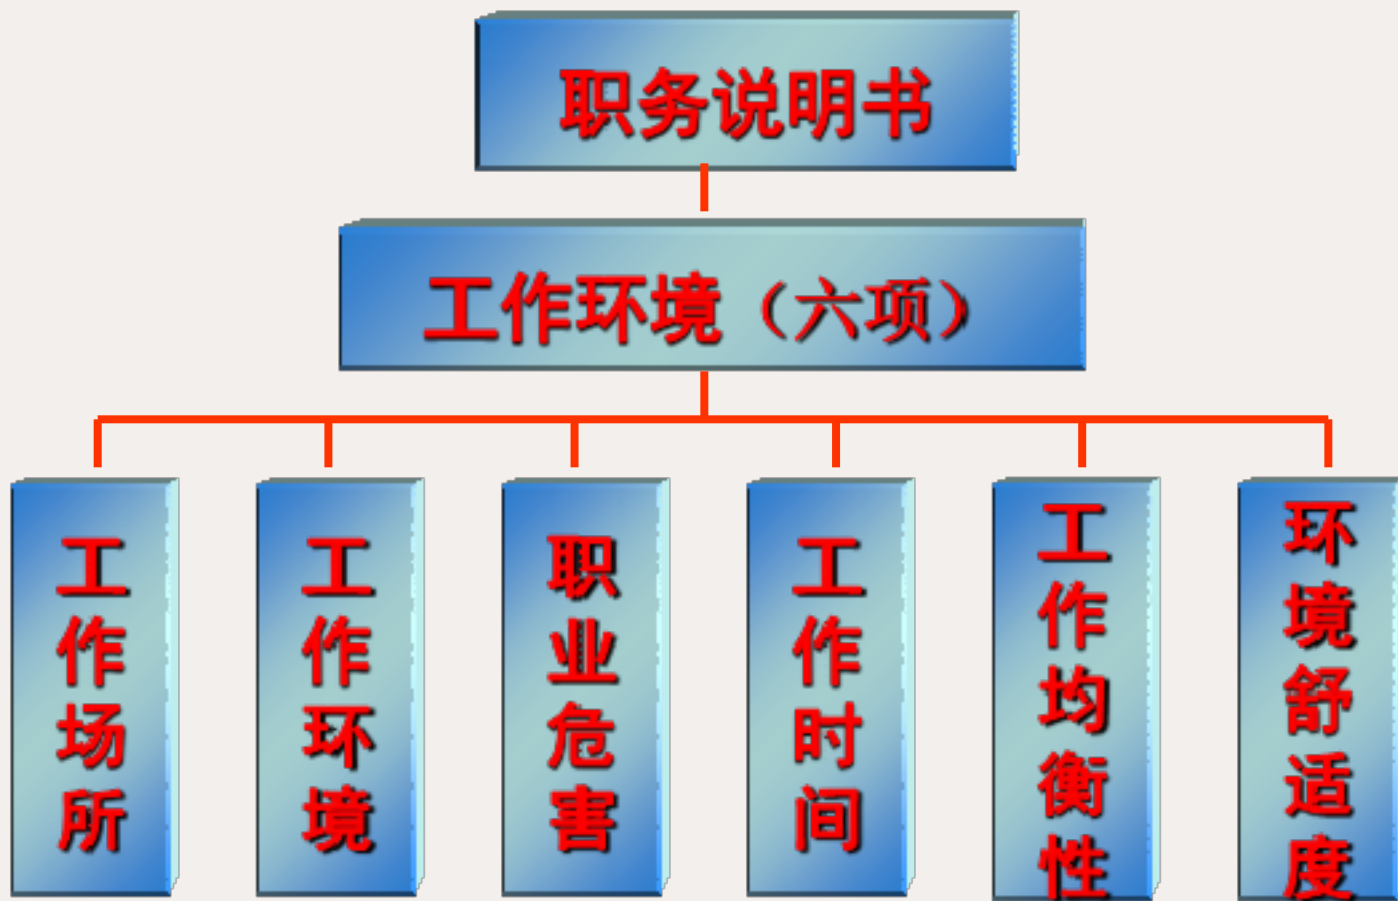 职务说明书
工作环境（六项）
工作场所
工作环境
职业危害
工作时间
工作均衡性
环境舒适度